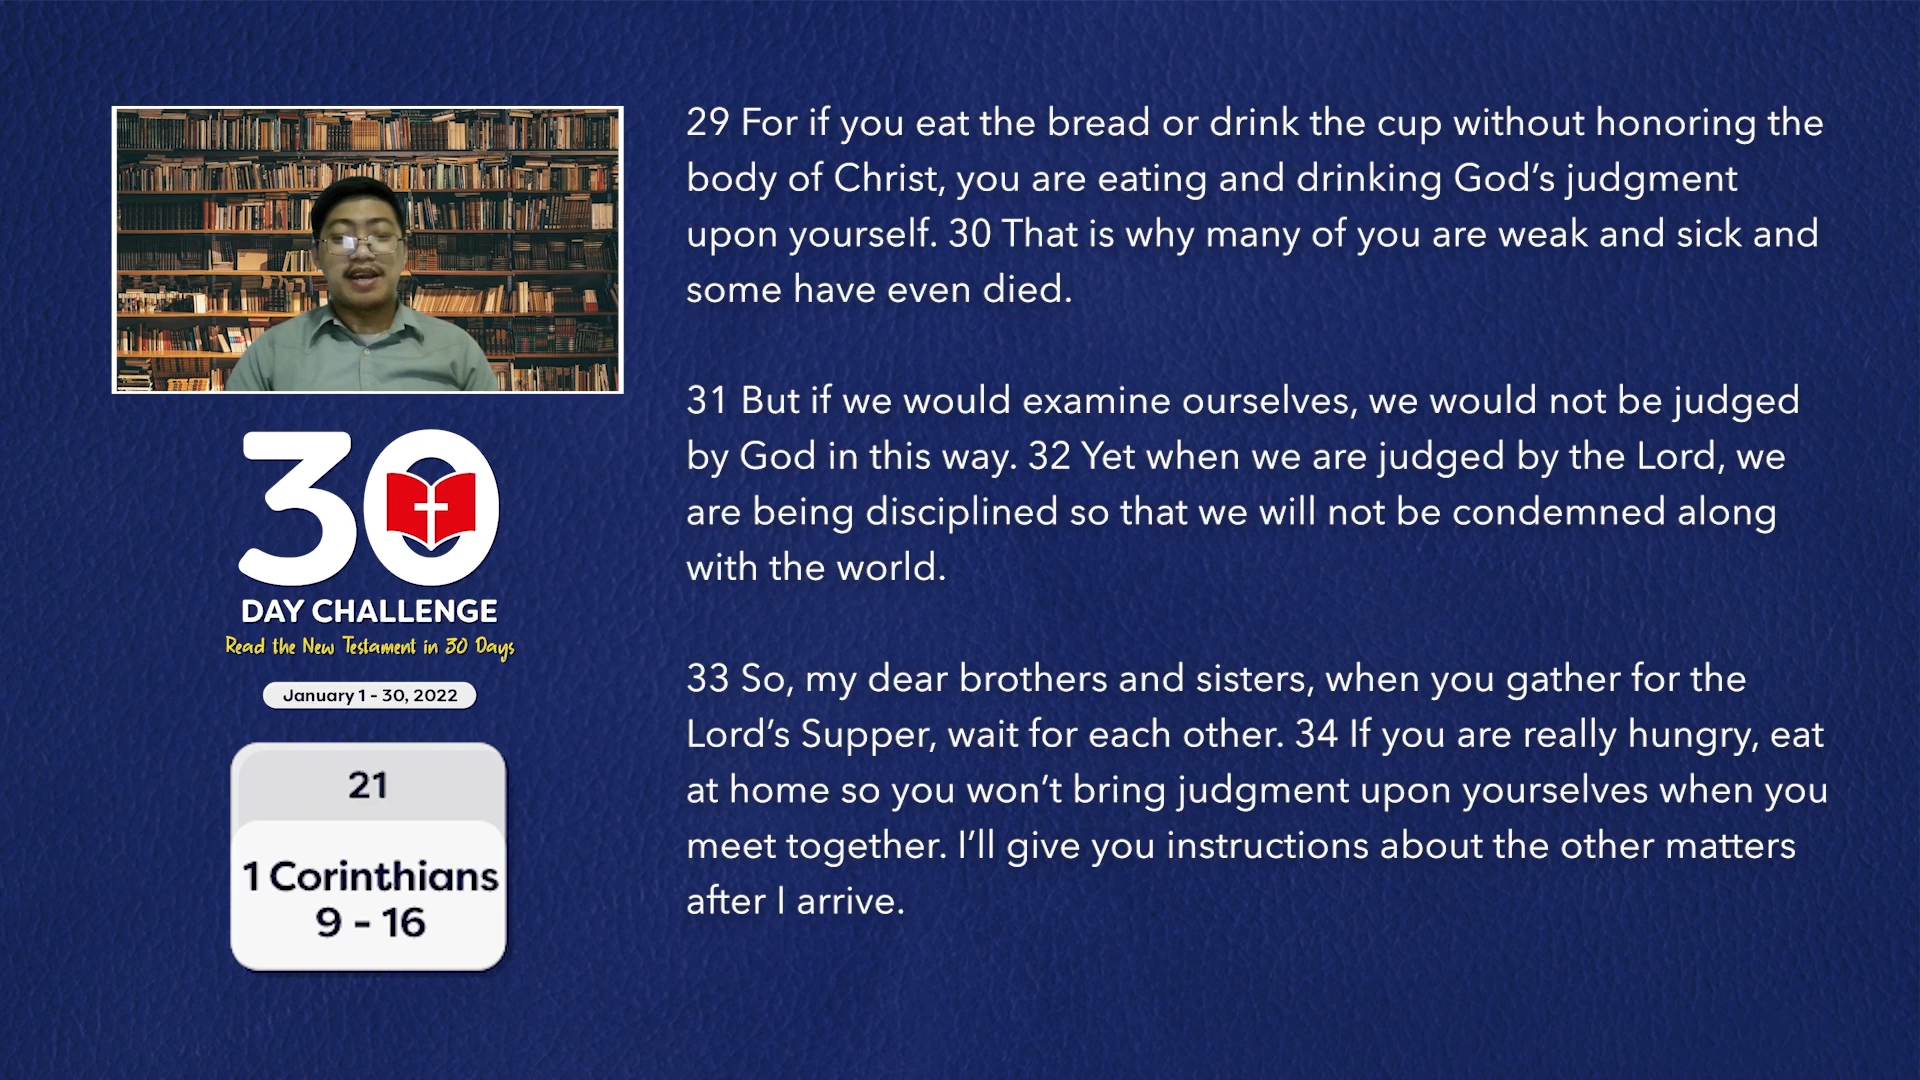 29 For if you eat the bread or drink the cup without honoring the
body of Christ, you are eating and drinking God’s judgment
upon yourself. 30 That is why many of you are weak and sick and
some have even died.
31 But if we would examine ourselves, we would not be judged
by God in this way. 32 Yet when we are judged by the Lord, we
are being disciplined so that we will not be condemned along
with the world.
33 So, my dear brothers and sisters, when you gather for the
Lord’s Supper, wait for each other. 34 If you are really hungry, eat
at home so you won’t bring judgment upon yourselves when you
meet together. I’ll give you instructions about the other matters
after I arrive.
30
DAY CHALLENGE
Read the New Testament in 30 Days
January 1 - 30, 2022
21
1 Corinthians
9 - 16